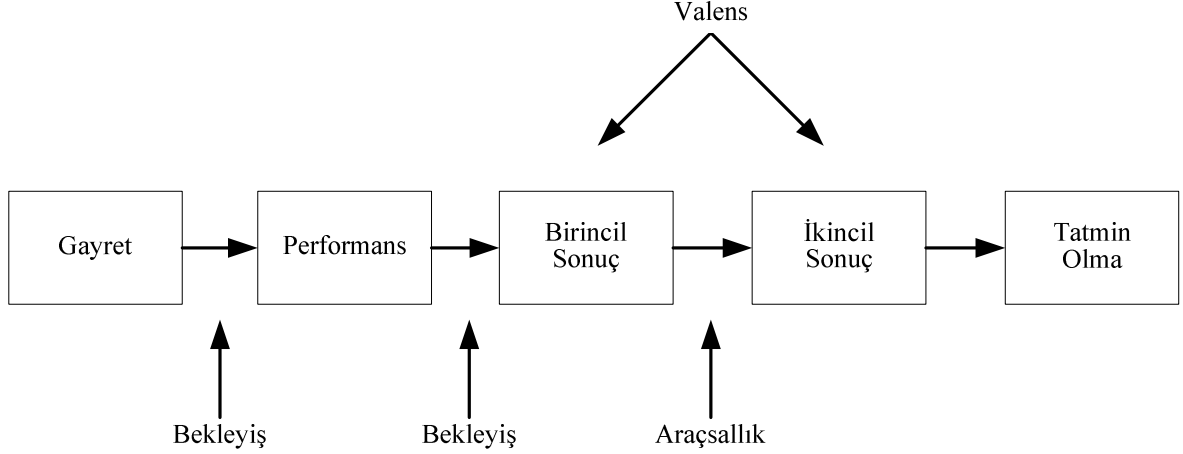 Valens
Gayret
Performans
Birincil
Sonuç
İkincil
Sonuç
Tatmin
Olma
Bekleyiş
Bekleyiş
Araçsallık